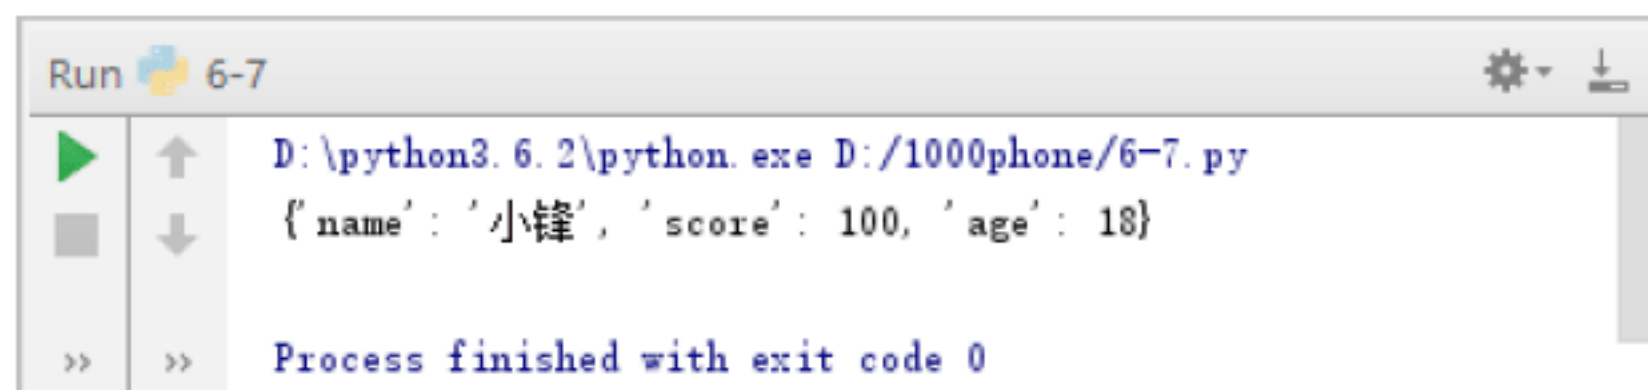 Run 6-7
D:\python3.6.2\python.exe D:/1000phone/6-7.py
{'name': '小锋', 'score': 100, 'age': 18}
Process finished with exit code 0